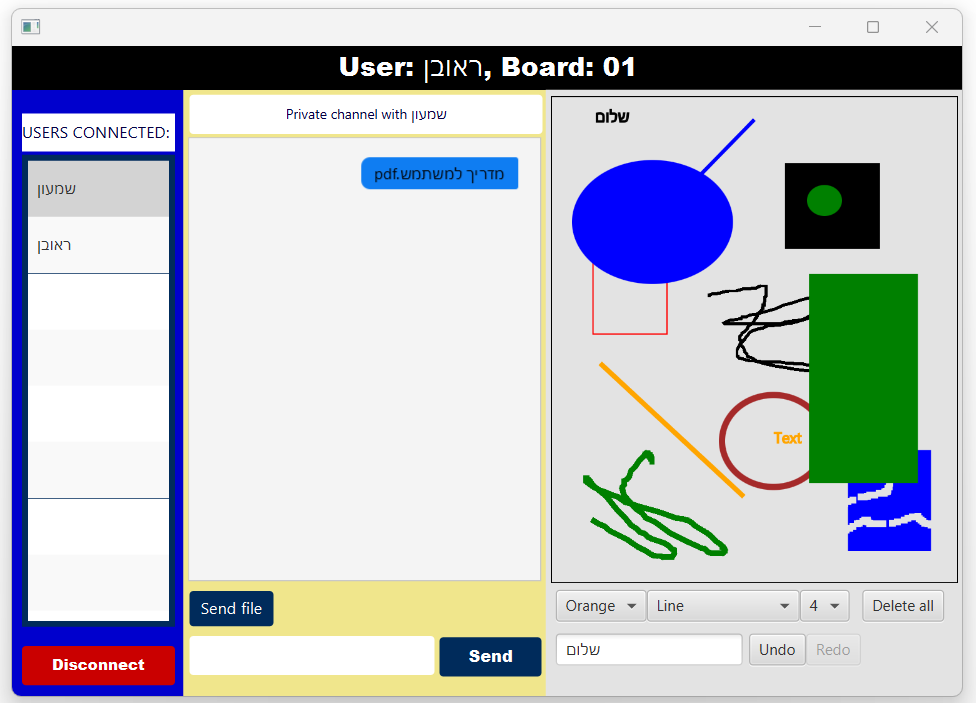 User: ראובן, Board: 01
USERS CONNECTED:
שמעון
ראובן
Disconnect
Private channel with שמעון
מדריך למשתמש.pdf
Send file
Send
שלום
Text
Orange
Line
4
Delete all
שלום
Undo
Redo